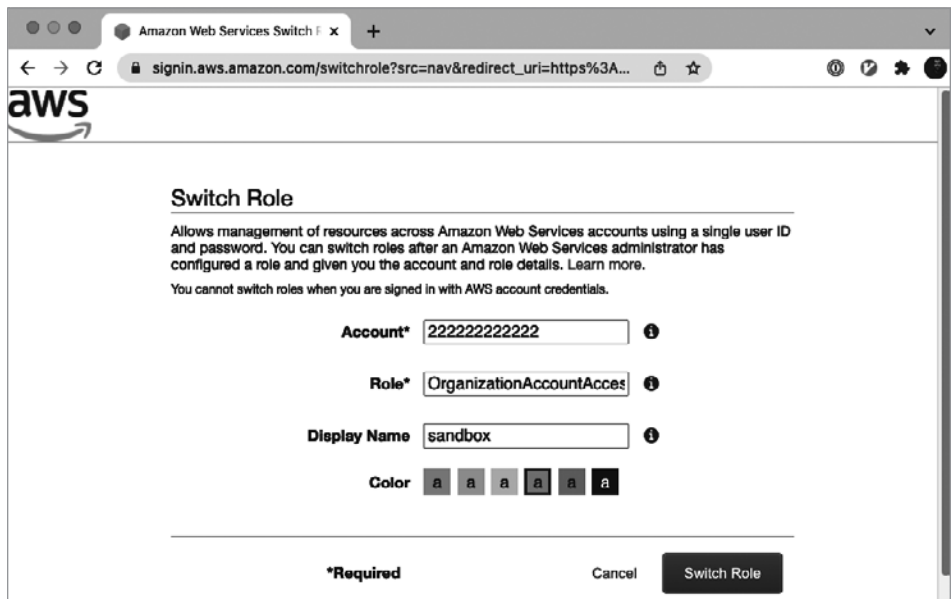 Amazon Web Services Switch R
signin.aws.amazon.com/switchrole?src=nav&redirect_uri=https%3A...
aws
Switch Role
Allows management of resources across Amazon Web Services accounts using a single user ID
and password. You can switch roles after an Amazon Web Services administrator has
configured a role and given you the account and role details. Learn more.
You cannot switch roles when you are signed in with AWS account credentials.
Account* 222222222222
Role* OrganizationAccountAcces
Display Name sandbox
Color a a a a a a
*Required Cancel Switch Role